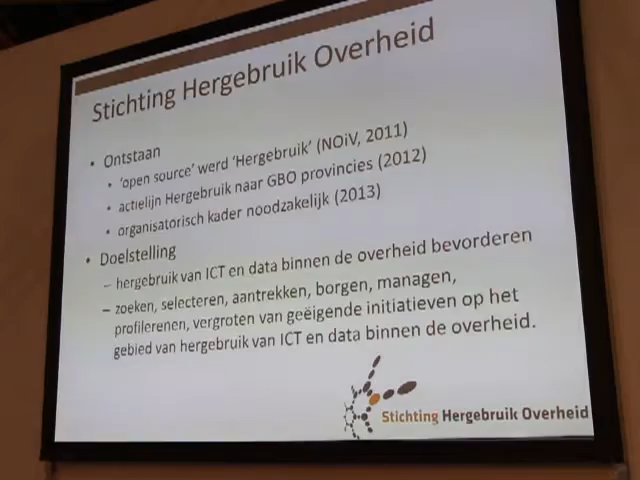 Stichting Hergebruik Overheid
• Ontstaan
• 'open source' werd 'Hergebruik' (NOiV, 2011)
• actielijn Hergebruik naar GBO provincies (2012)
• organisatorisch kader noodzakelijk (2013)
• Doelstelling
– hergebruik van ICT en data binnen de overheid bevorderen
– zoeken, selecteren, aantrekken, borgen, managen,
profilerenen, vergroten van geëigende initiatieven op het
gebied van hergebruik van ICT en data binnen de overheid.
Stichting Hergebruik Overheid